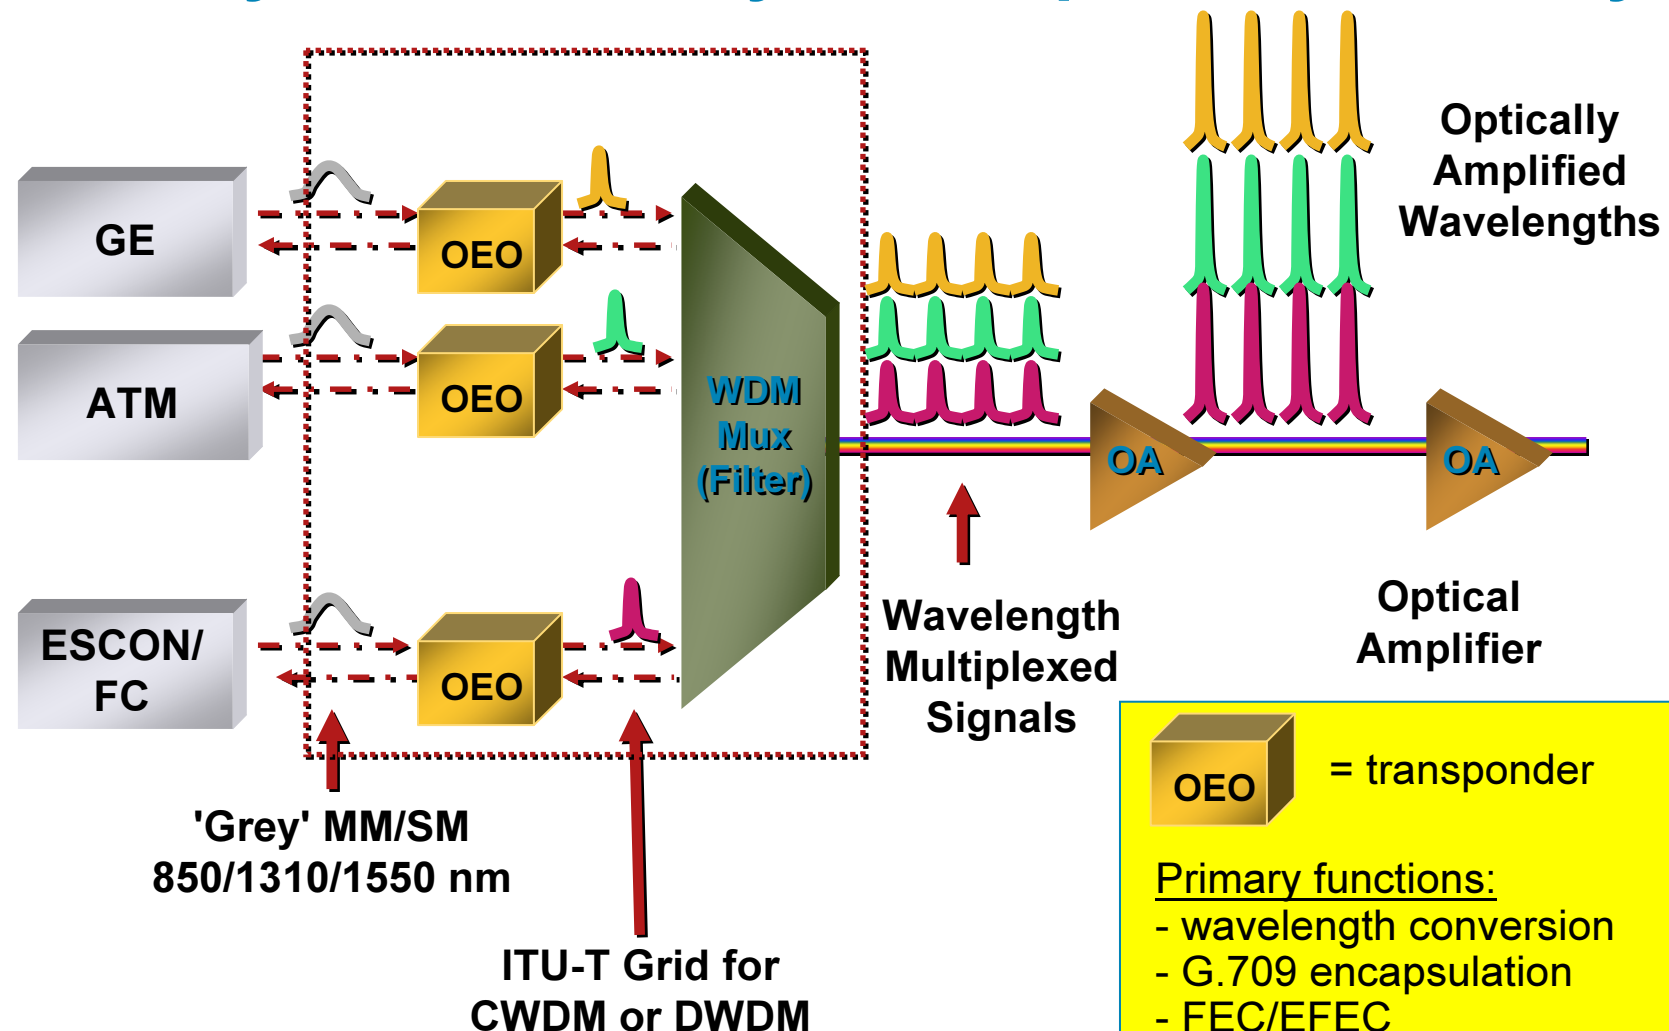 Optically
Amplified
Wavelengths
GE
OEO
ATM
OEO
WDM
Mux
(Filter)
OA
OA
ESCON/
FC
OEO
Wavelength
Multiplexed
Signals
Optical
Amplifier
'Grey' MM/SM
850/1310/1550 nm
ITU-T Grid for
CWDM or DWDM
OEO
= transponder
Primary functions:
- wavelength conversion
- G.709 encapsulation
- FEC/EFEC